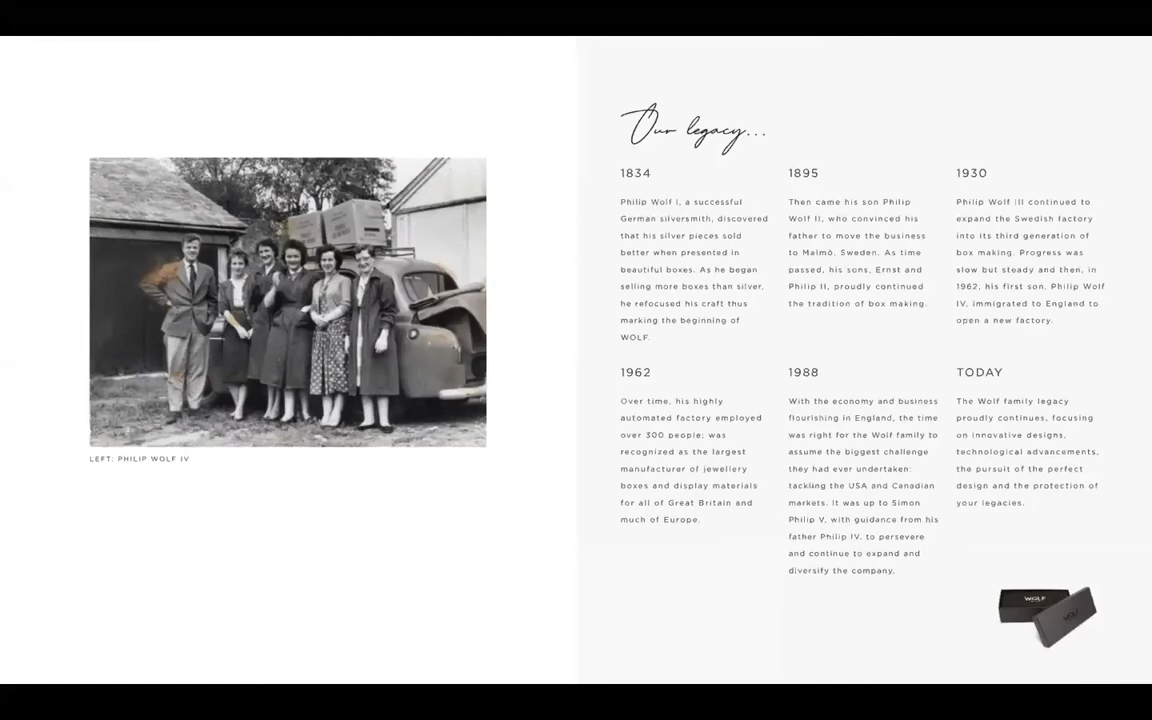 LEFT: PHILIP WOLF IV
Our legacy...
1834
Philip Wolf I, a successful
German silversmith, discovered
that his silver pieces sold
better when presented in
beautiful boxes. As he began
selling more boxes than silver,
he refocused his craft thus
marking the beginning of
WOLF.
1895
Then came his son Philip
Wolf II, who convinced his
father to move the business
to Malmö, Sweden. As time
passed, his sons, Ernst and
Philip II, proudly continued
the tradition of box making.
1930
Philip Wolf III continued to
expand the Swedish factory
into its third generation of
box making. Progress was
slow but steady and then, in
1962, his first son. Philip Wolf
IV, immigrated to England to
open a new factory.
1962
Over time, his highly
automated factory employed
over 300 people; was
recognized as the largest
manufacturer of jewellery
boxes and display materials
for all of Great Britain and
much of Europe.
1988
With the economy and business
flourishing in England, the time
was right for the Wolf family to
assume the biggest challenge
they had ever undertaken:
tackling the USA and Canadian
markets. It was up to Simon
Philip V, with guidance from his
father Philip IV, to persevere
and continue to expand and
diversify the company.
TODAY
The Wolf family legacy
proudly continues, focusing
on innovative designs,
technological advancements,
the pursuit of the perfect
design and the protection of
your legacies.
WOLF
WOLF